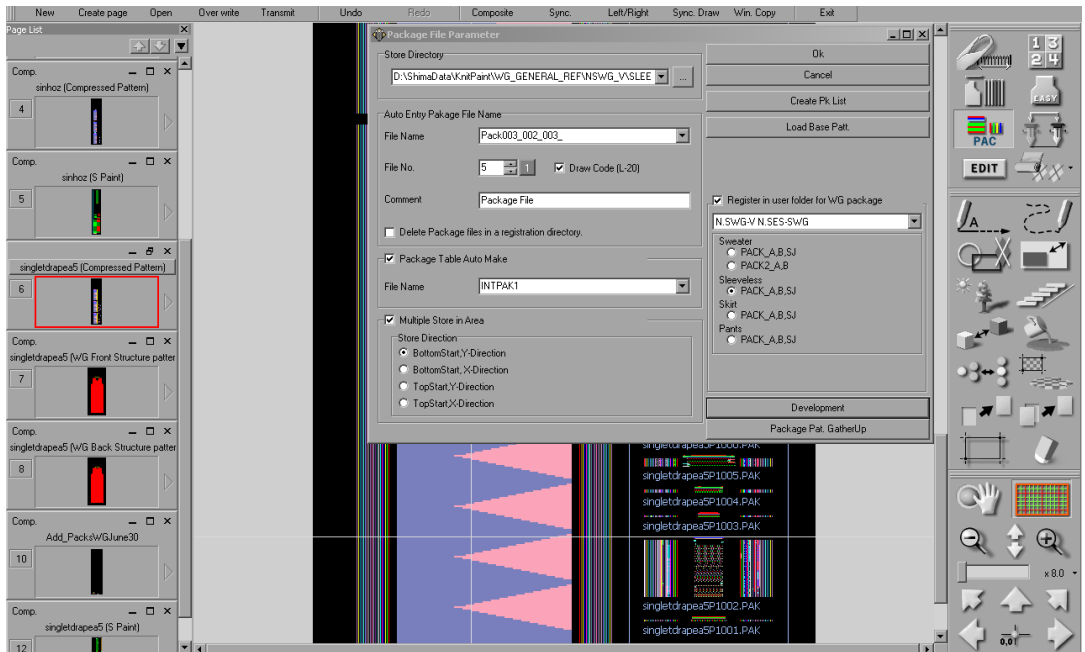 New Create page Open Over write Transmit Undo Redo Composite Sync. Left/Right Sync. Draw Win. Copy Exit
Page List
Comp.
sinhoz (Compressed Pattern)
4
Comp.
sinhoz (S Paint)
5
singletdrapea5 (Compressed Pattern)
6
Comp.
singletdrapea5 (WG Front Structure patter
7
Comp.
singletdrapea5 (WG Back Structure patter
8
Comp.
Add_PacksWGJune30
10
Comp.
singletdrapea5 (S Paint)
12
Package File Parameter
Store Directory
D:\ShimaData\KnitPaint\WG_GENERAL_REF\NSWG_V\SLEE
...
Auto Entry Pakage File Name
File Name Pack003_002_003_
File No. 5 1 Draw Code (L-20)
Comment Package File
Delete Package files in a registration directory.
Package Table Auto Make
File Name INTPAK1
Multiple Store in Area
Store Direction
BottomStart,Y-Direction
BottomStart, X-Direction
TopStart,Y-Direction
TopStart,X-Direction
Ok
Cancel
Create Pk List
Load Base Patt.
Register in user folder for WG package
N.SWG-V N.SES-SWG
Sweater
PACK_A,B,SJ
PACK2_A,B
Sleeveless
PACK_A,B,SJ
Skirt
PACK_A,B,SJ
Pants
PACK_A,B,SJ
Development
Package Pat. GatherUp
singletdrapea5P1005.PAK
singletdrapea5P1004.PAK
singletdrapea5P1003.PAK
singletdrapea5P1002.PAK
singletdrapea5P1001.PAK
1 3
2 4
EASY
PAC
EDIT
A
x 8.0
0,01